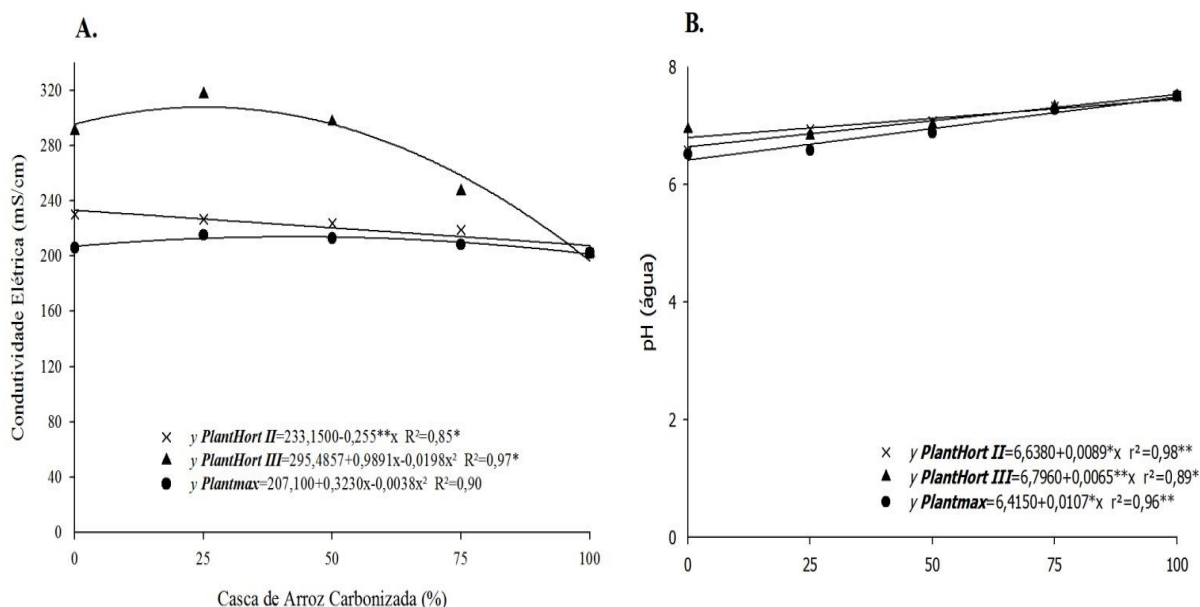 A.
Condutividade Elétrica (mS/cm)
320
280
240
200
160
120
80
40
0
0 25 50 75 100
Casca de Arroz Carbonizada (%)
y PlantHort II=233,1500-0,255**x R²=0,85*
y PlantHort III=295,4857+0,9891x-0,0198x² R²=0,97*
y Plantmax=207,100+0,3230x-0,0038x² R²=0,90
B.
pH (água)
8
6
4
2
0
0 25 50 75 100
y PlantHort II=6,6380+0,0089*x r²=0,98**
y PlantHort III=6,7960+0,0065**x r²=0,89*
y Plantmax=6,4150+0,0107*x r²=0,96**